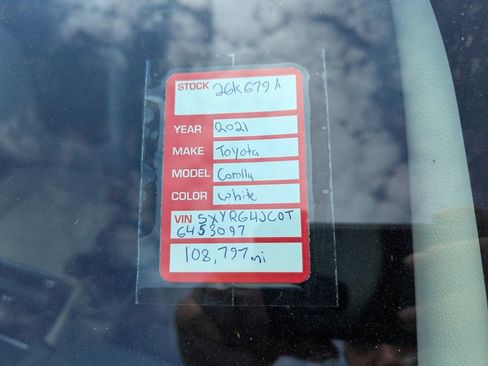 STOCK 26K679A
YEAR 2021
MAKE Toyota
MODEL Corolla
COLOR White
VIN 5XYRG4JC0T
6453097
108,797 mi